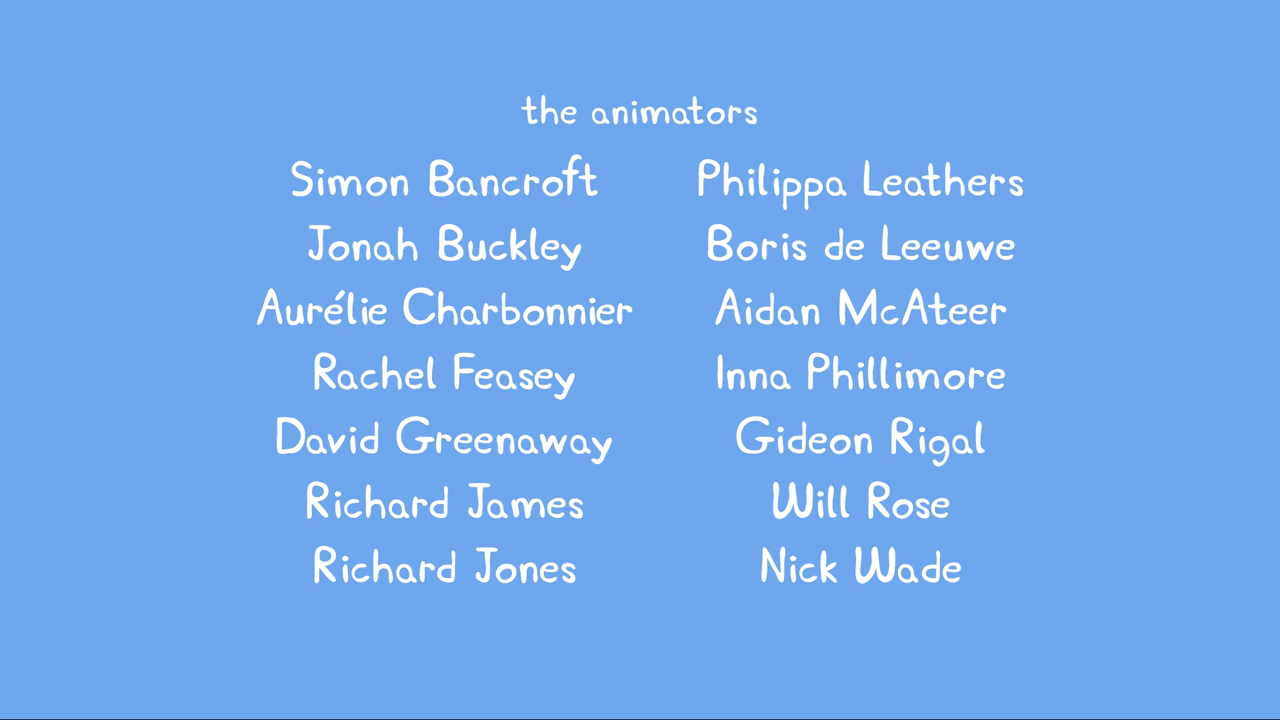 the animators
Simon Bancroft
Jonah Buckley
Aurélie Charbonnier
Rachel Feasey
David Greenaway
Richard James
Richard Jones
Philippa Leathers
Boris de Leeuwe
Aidan McAteer
Inna Phillimore
Gideon Rigal
Will Rose
Nick Wade